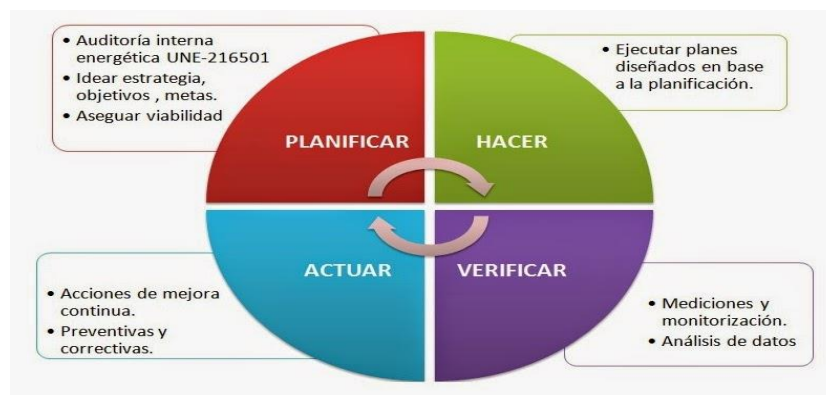 • Auditoría interna
energética UNE-216501
• Idear estrategia,
objetivos , metas.
• Aseguar viabilidad
PLANIFICAR
HACER
• Ejecutar planes
diseñados en base
a la planificación.
ACTUAR
VERIFICAR
• Acciones de mejora
continua.
• Preventivas y
correctivas.
• Mediciones y
monitorización.
• Análisis de datos